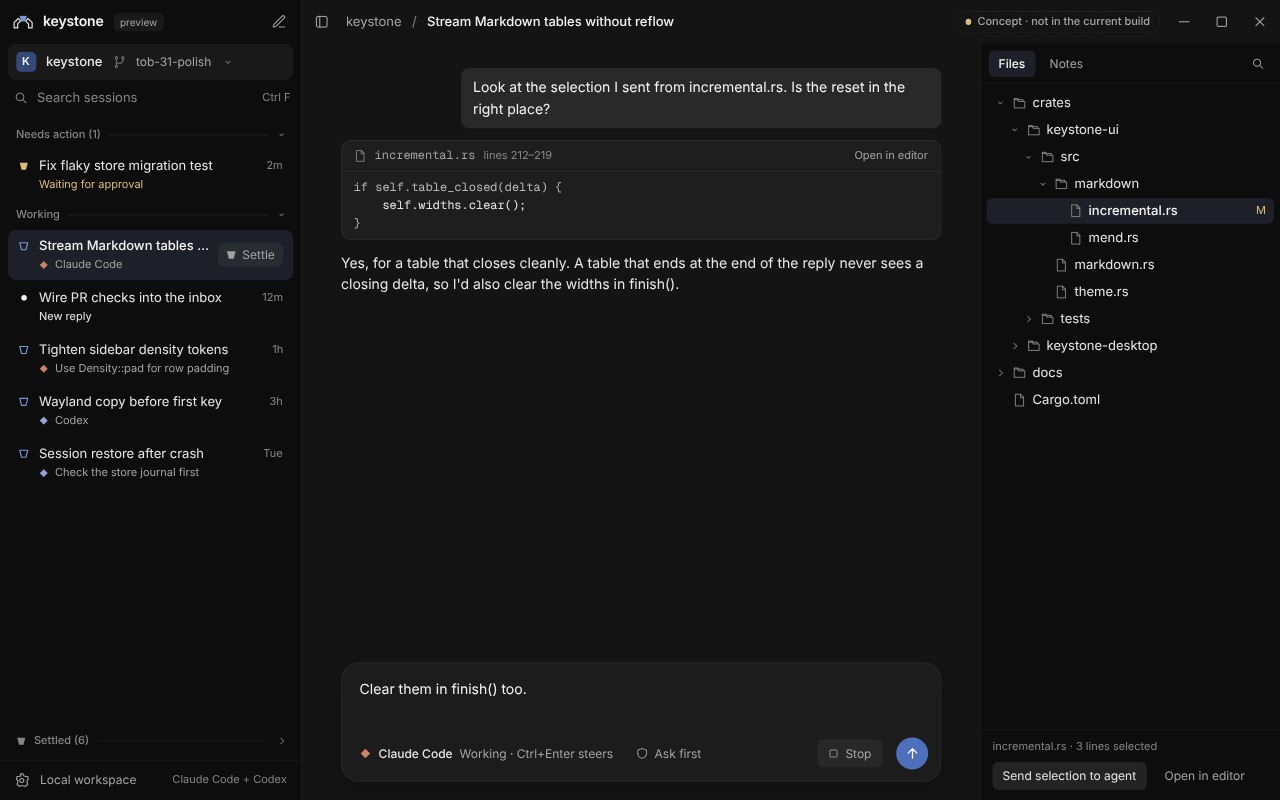 keystone preview
K keystone tob-31-polish
Search sessions Ctrl F
Needs action (1)
Fix flaky store migration test 2m
Waiting for approval
Working
Stream Markdown tables ... Settle
Claude Code
Wire PR checks into the inbox 12m
New reply
Tighten sidebar density tokens 1h
Use Density::pad for row padding
Wayland copy before first key 3h
Codex
Session restore after crash Tue
Check the store journal first
Settled (6)
Local workspace Claude Code + Codex
keystone / Stream Markdown tables without reflow
Concept · not in the current build
Look at the selection I sent from incremental.rs. Is the reset in the
right place?
incremental.rs lines 212–219 Open in editor
if self.table_closed(delta) {
self.widths.clear();
}
Yes, for a table that closes cleanly. A table that ends at the end of the reply never sees a
closing delta, so I'd also clear the widths in finish().
Clear them in finish() too.
Claude Code Working · Ctrl+Enter steers Ask first Stop
Files Notes
crates
keystone-ui
src
markdown
incremental.rs M
mend.rs
markdown.rs
theme.rs
tests
keystone-desktop
docs
Cargo.toml
incremental.rs · 3 lines selected
Send selection to agent Open in editor